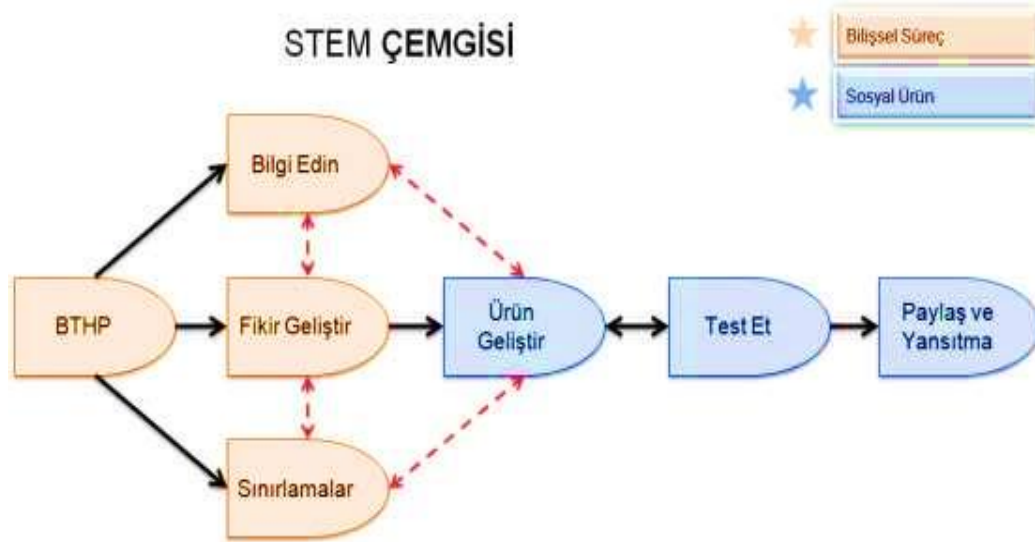 STEM ÇEMGİSİ
Bilişsel Süreç
Sosyal Ürün
Bilgi Edin
BTHP
Fikir Geliştir
Ürün
Geliştir
Test Et
Paylaş ve
Yansıtma
Sınırlamalar